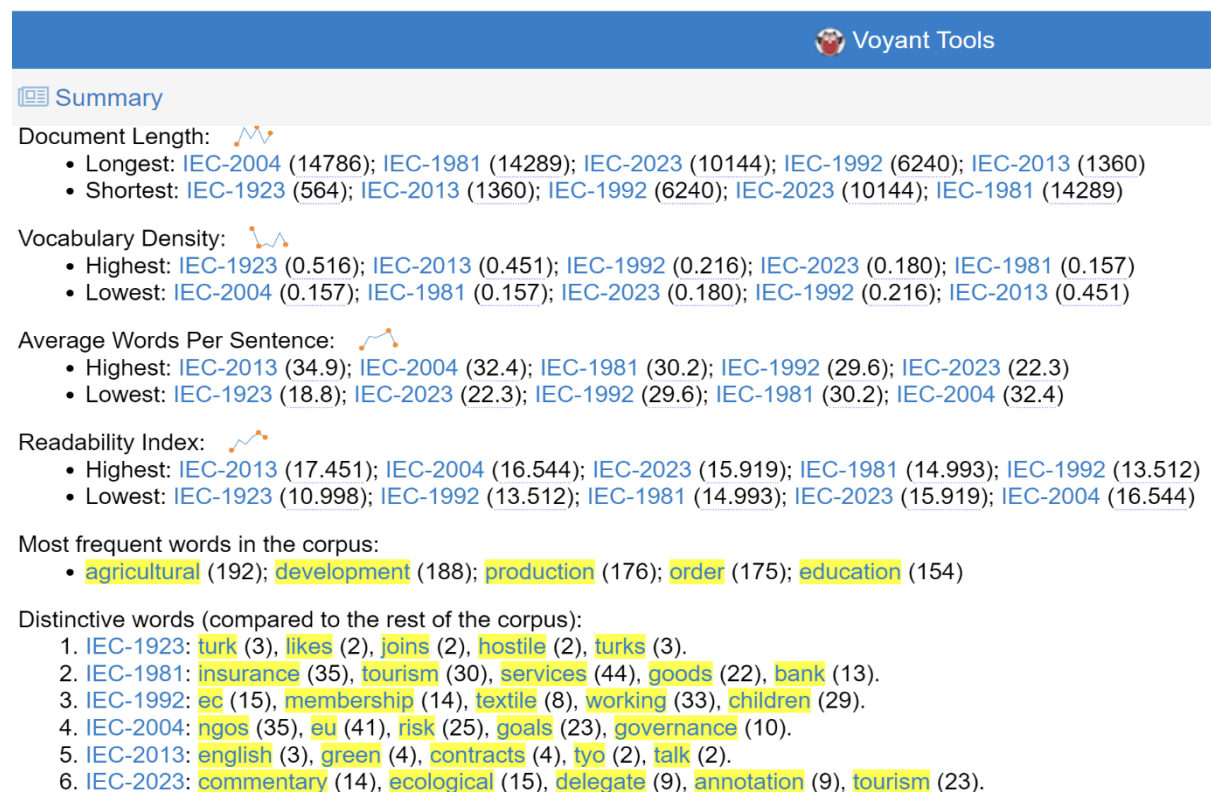 Voyant Tools
Summary
Document Length:
• Longest: IEC-2004 (14786); IEC-1981 (14289); IEC-2023 (10144); IEC-1992 (6240); IEC-2013 (1360)
• Shortest: IEC-1923 (564); IEC-2013 (1360); IEC-1992 (6240); IEC-2023 (10144); IEC-1981 (14289)
Vocabulary Density:
• Highest: IEC-1923 (0.516); IEC-2013 (0.451); IEC-1992 (0.216); IEC-2023 (0.180); IEC-1981 (0.157)
• Lowest: IEC-2004 (0.157); IEC-1981 (0.157); IEC-2023 (0.180); IEC-1992 (0.216); IEC-2013 (0.451)
Average Words Per Sentence:
• Highest: IEC-2013 (34.9); IEC-2004 (32.4); IEC-1981 (30.2); IEC-1992 (29.6); IEC-2023 (22.3)
• Lowest: IEC-1923 (18.8); IEC-2023 (22.3); IEC-1992 (29.6); IEC-1981 (30.2); IEC-2004 (32.4)
Readability Index:
• Highest: IEC-2013 (17.451); IEC-2004 (16.544); IEC-2023 (15.919); IEC-1981 (14.993); IEC-1992 (13.512)
• Lowest: IEC-1923 (10.998); IEC-1992 (13.512); IEC-1981 (14.993); IEC-2023 (15.919); IEC-2004 (16.544)
Most frequent words in the corpus:
• agricultural (192); development (188); production (176); order (175); education (154)
Distinctive words (compared to the rest of the corpus):
1. IEC-1923: turk (3), likes (2), joins (2), hostile (2), turks (3).
2. IEC-1981: insurance (35), tourism (30), services (44), goods (22), bank (13).
3. IEC-1992: ec (15), membership (14), textile (8), working (33), children (29).
4. IEC-2004: ngos (35), eu (41), risk (25), goals (23), governance (10).
5. IEC-2013: english (3), green (4), contracts (4), tyo (2), talk (2).
6. IEC-2023: commentary (14), ecological (15), delegate (9), annotation (9), tourism (23).